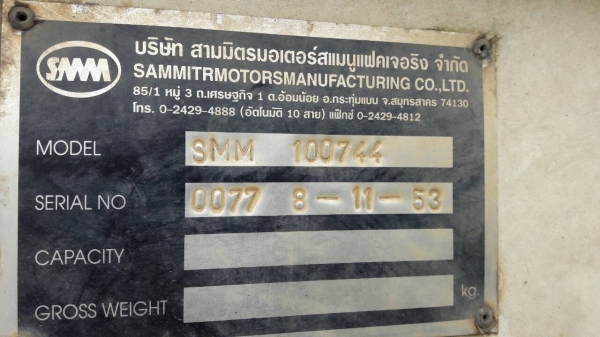 SMM
บริษัท สามมิตรมอเตอร์สแมนูแฟคเจอริง จำกัด
SAMMITRMOTORSMANUFACTURING CO.,LTD.
85/1 หมู่ 3 ถ.เศรษฐกิจ 1 ต.อ้อมน้อย อ.กระทุ่มแบน จ.สมุทรสาคร 74130
โทร. 0-2429-4888 (อัตโนมัติ 10 สาย) แฟ็กซ์ 0-2429-4812
MODEL SMM 100744
SERIAL NO 0077 8-11-53
CAPACITY
GROSS WEIGHT kg.